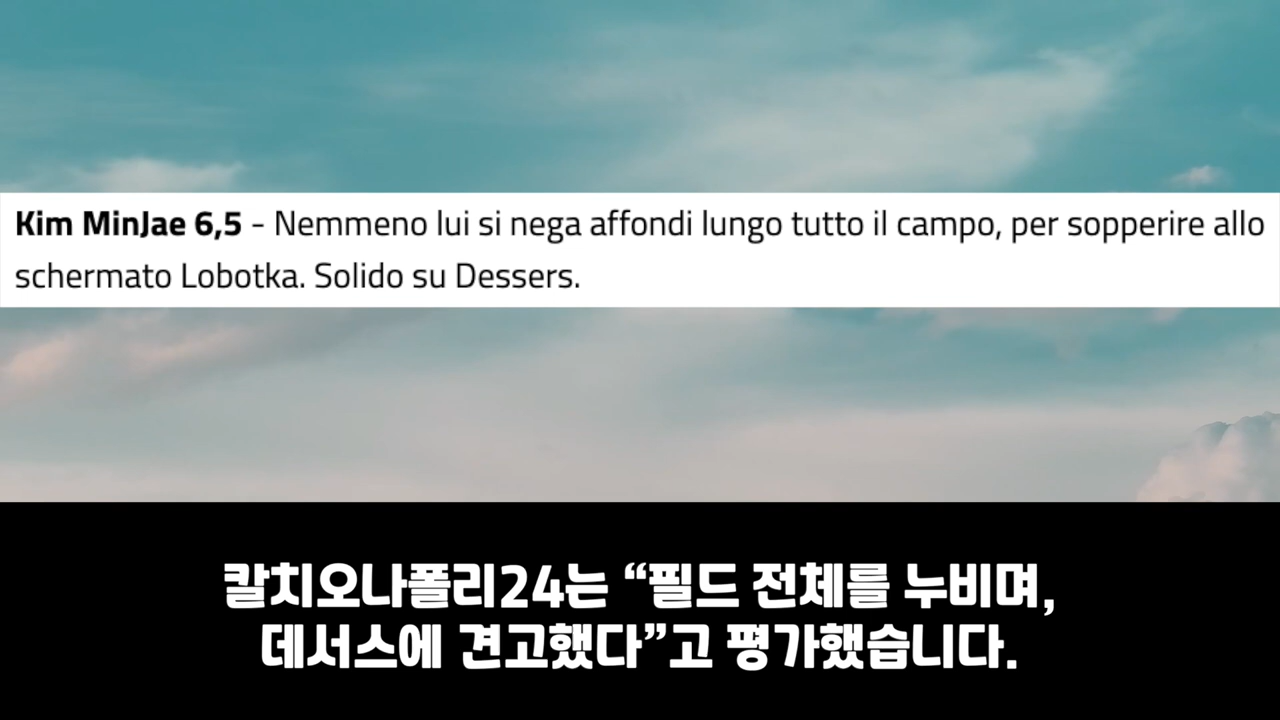 Kim MinJae 6,5 - Nemmeno lui si nega affondi lungo tutto il campo, per sopperire allo
schermato Lobotka. Solido su Dessers.
칼치오나폴리24는 “필드 전체를 누비며,
데서스에 견고했다”고 평가했습니다.